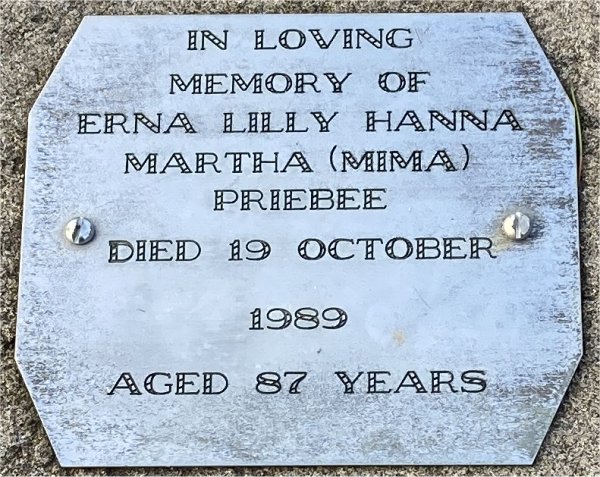 IN LOVING
MEMORY OF
ERNA LILLY HANNA
MARTHA (MIMA)
PRIEBEE
DIED 19 OCTOBER
1989
AGED 87 YEARS